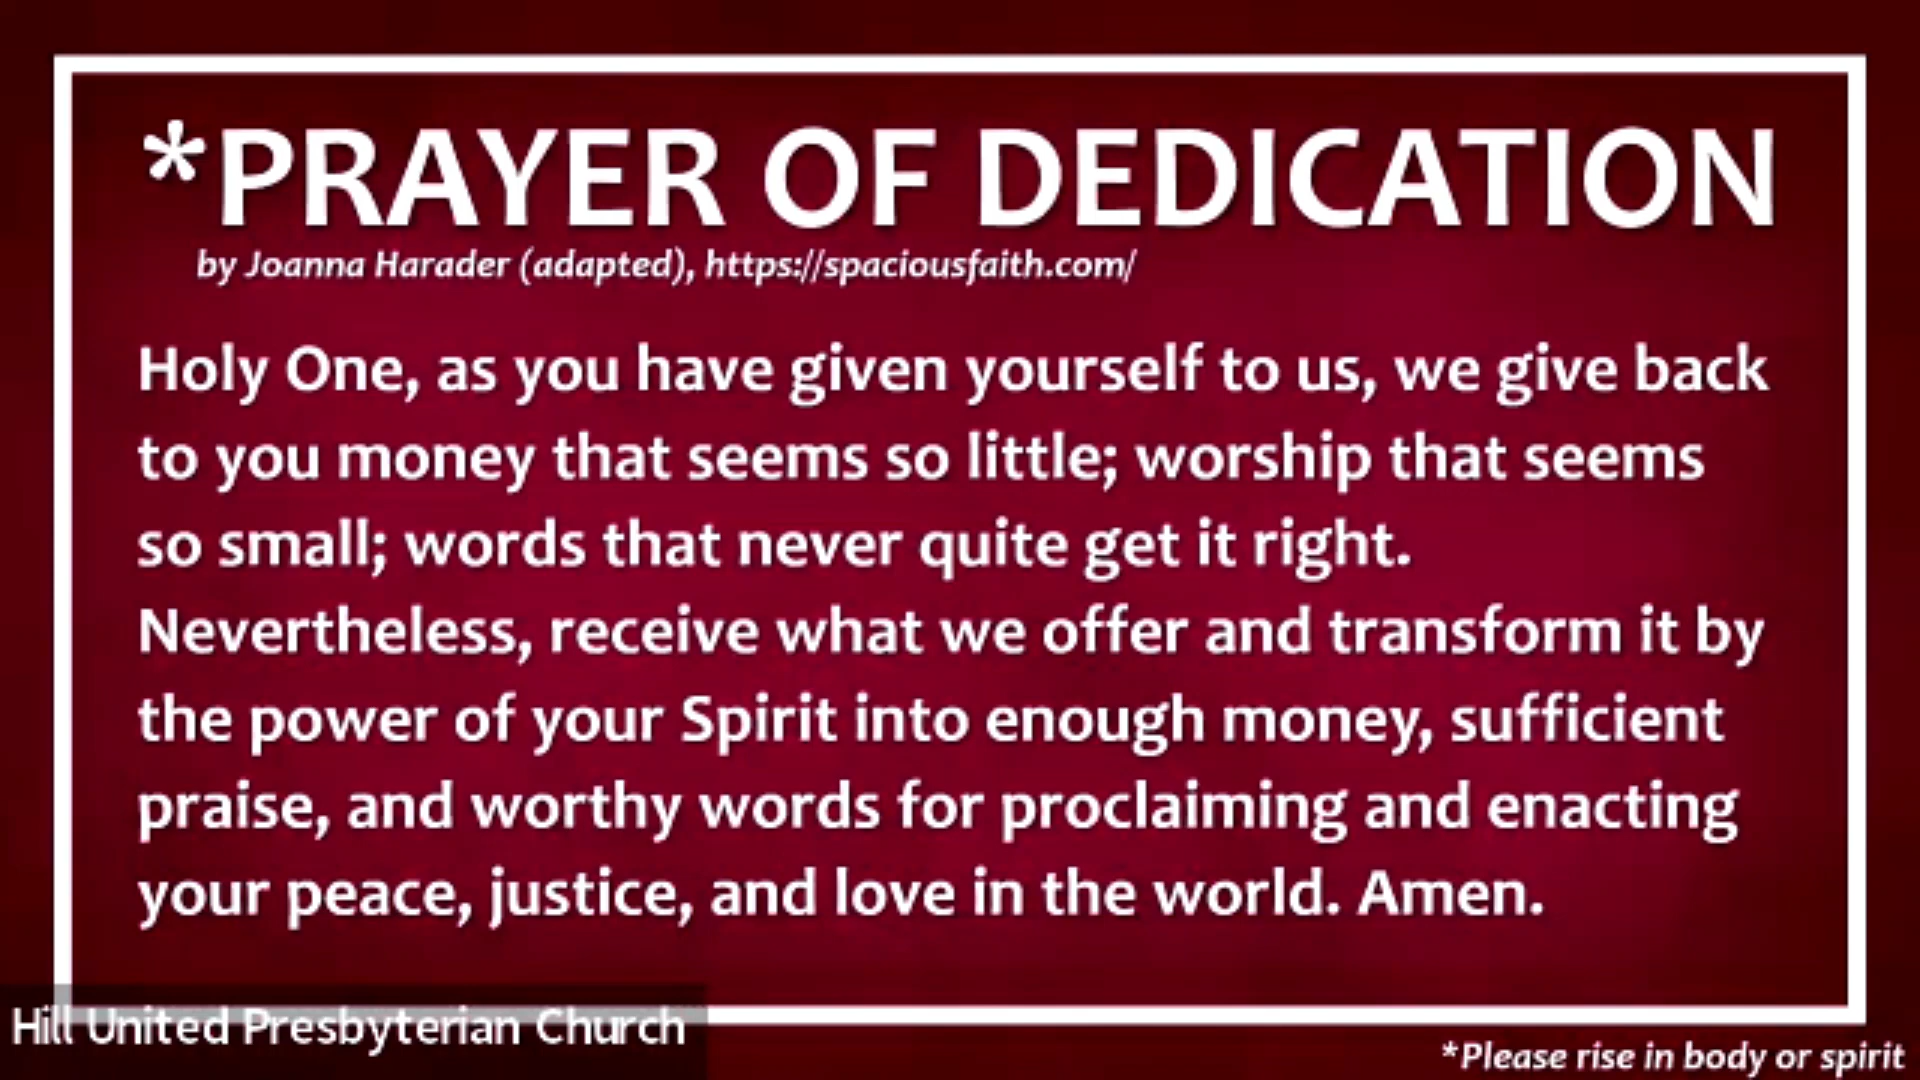 *PRAYER OF DEDICATION
by Joanna Harader (adapted), https://spaciousfaith.com/
Holy One, as you have given yourself to us, we give back
to you money that seems so little; worship that seems
so small; words that never quite get it right.
Nevertheless, receive what we offer and transform it by
the power of your Spirit into enough money, sufficient
praise, and worthy words for proclaiming and enacting
your peace, justice, and love in the world. Amen.
Hill United Presbyterian Church
*Please rise in body or spirit